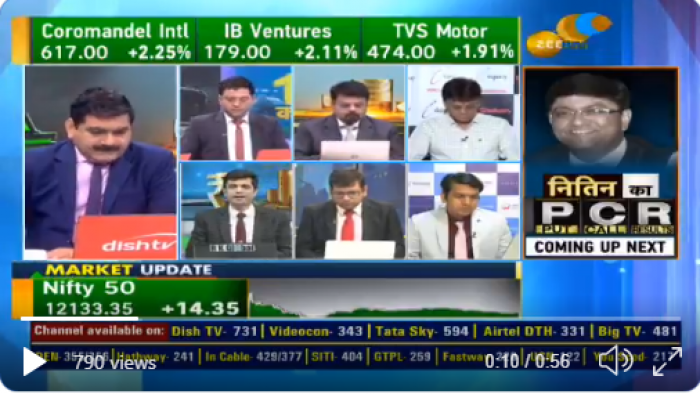 Coromandel Intl IB Ventures TVS Motor
617.00 +2.25% 179.00 +2.11% 474.00 +1.91%
dishtv
नितिन का
PCR
PUT CALL RESULTS
COMING UP NEXT
MARKET UPDATE
Nifty 50
12133.35 +14.35
Channel available on: Dish TV- 731 | Videocon- 343 | Tata Sky- 594 | Airtel DTH- 331 | Big TV- 481
Hathway- 241 | In Cable- 429/377 | SITI- 404 | GTPL- 259 | Fastway-
790 views 0:10 / 0:56